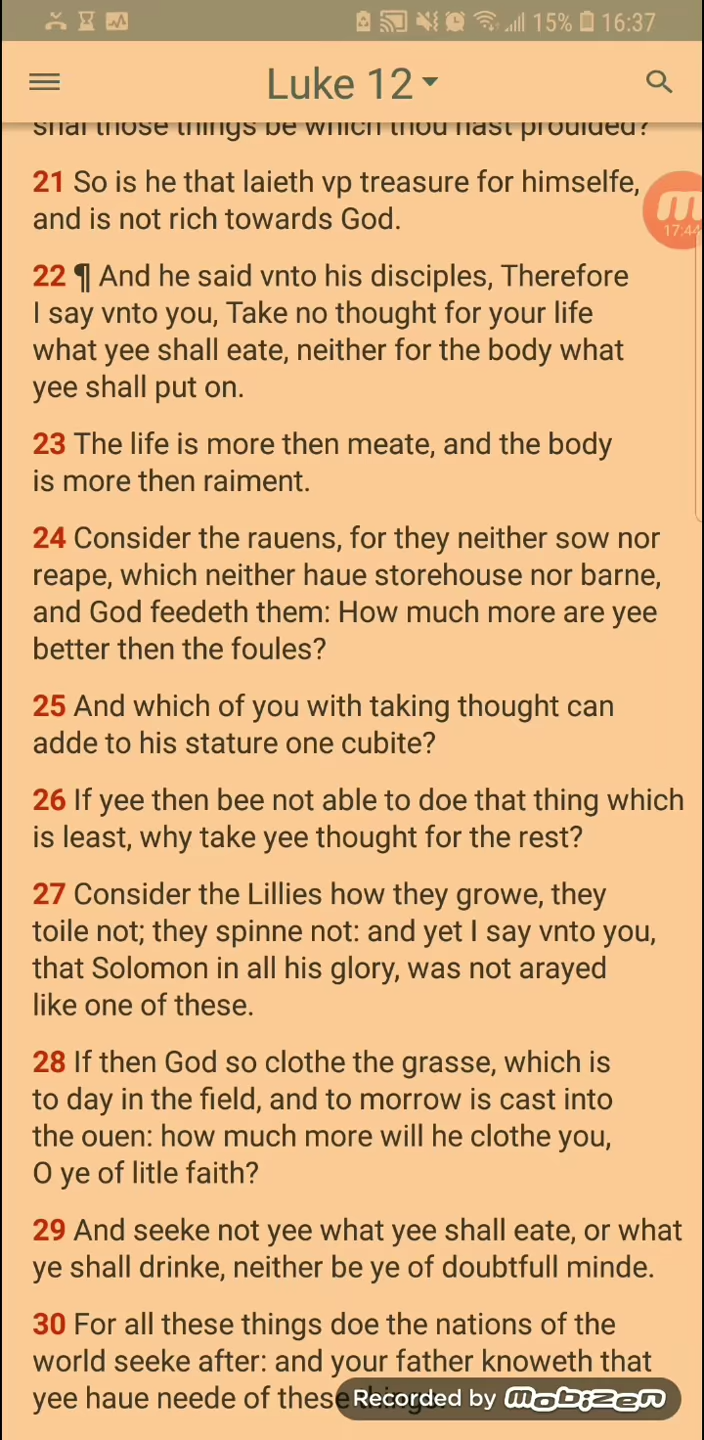 15% 16:37
Luke 12
shal those things be which thou hast prouided?
21 So is he that laieth vp treasure for himselfe,
and is not rich towards God.
17:44
22 ¶ And he said vnto his disciples, Therefore
I say vnto you, Take no thought for your life
what yee shall eate, neither for the body what
yee shall put on.
23 The life is more then meate, and the body
is more then raiment.
24 Consider the rauens, for they neither sow nor
reape, which neither haue storehouse nor barne,
and God feedeth them: How much more are yee
better then the foules?
25 And which of you with taking thought can
adde to his stature one cubite?
26 If yee then bee not able to doe that thing which
is least, why take yee thought for the rest?
27 Consider the Lillies how they growe, they
toile not; they spinne not: and yet I say vnto you,
that Solomon in all his glory, was not arayed
like one of these.
28 If then God so clothe the grasse, which is
to day in the field, and to morrow is cast into
the ouen: how much more will he clothe you,
O ye of litle faith?
29 And seeke not yee what yee shall eate, or what
ye shall drinke, neither be ye of doubtfull minde.
30 For all these things doe the nations of the
world seeke after: and your father knoweth that
yee haue neede of these things.
Recorded by mobizen